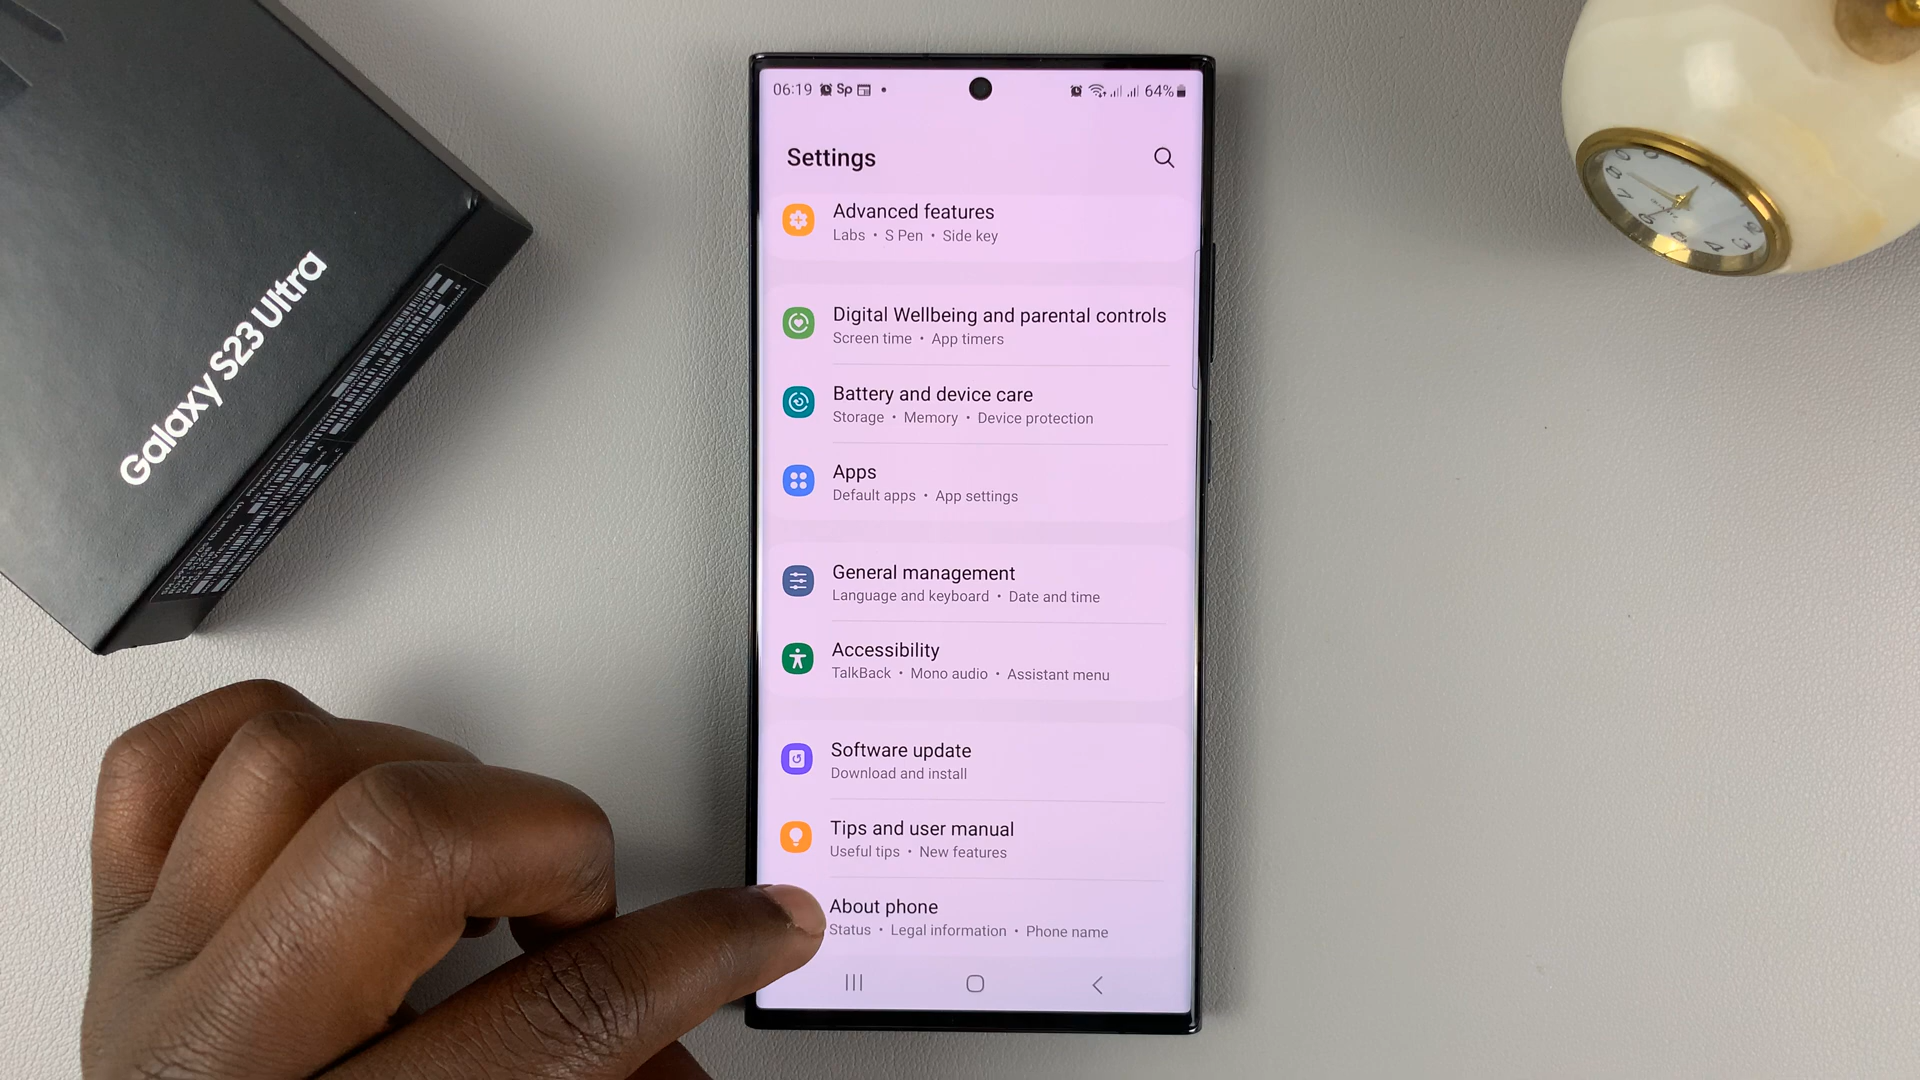 Galaxy S23 Ultra
06:19 Sp 64%
Settings
Advanced features
Labs • S Pen • Side key
Digital Wellbeing and parental controls
Screen time • App timers
Battery and device care
Storage • Memory • Device protection
Apps
Default apps • App settings
General management
Language and keyboard • Date and time
Accessibility
TalkBack • Mono audio • Assistant menu
Software update
Download and install
Tips and user manual
Useful tips • New features
About phone
Status • Legal information • Phone name